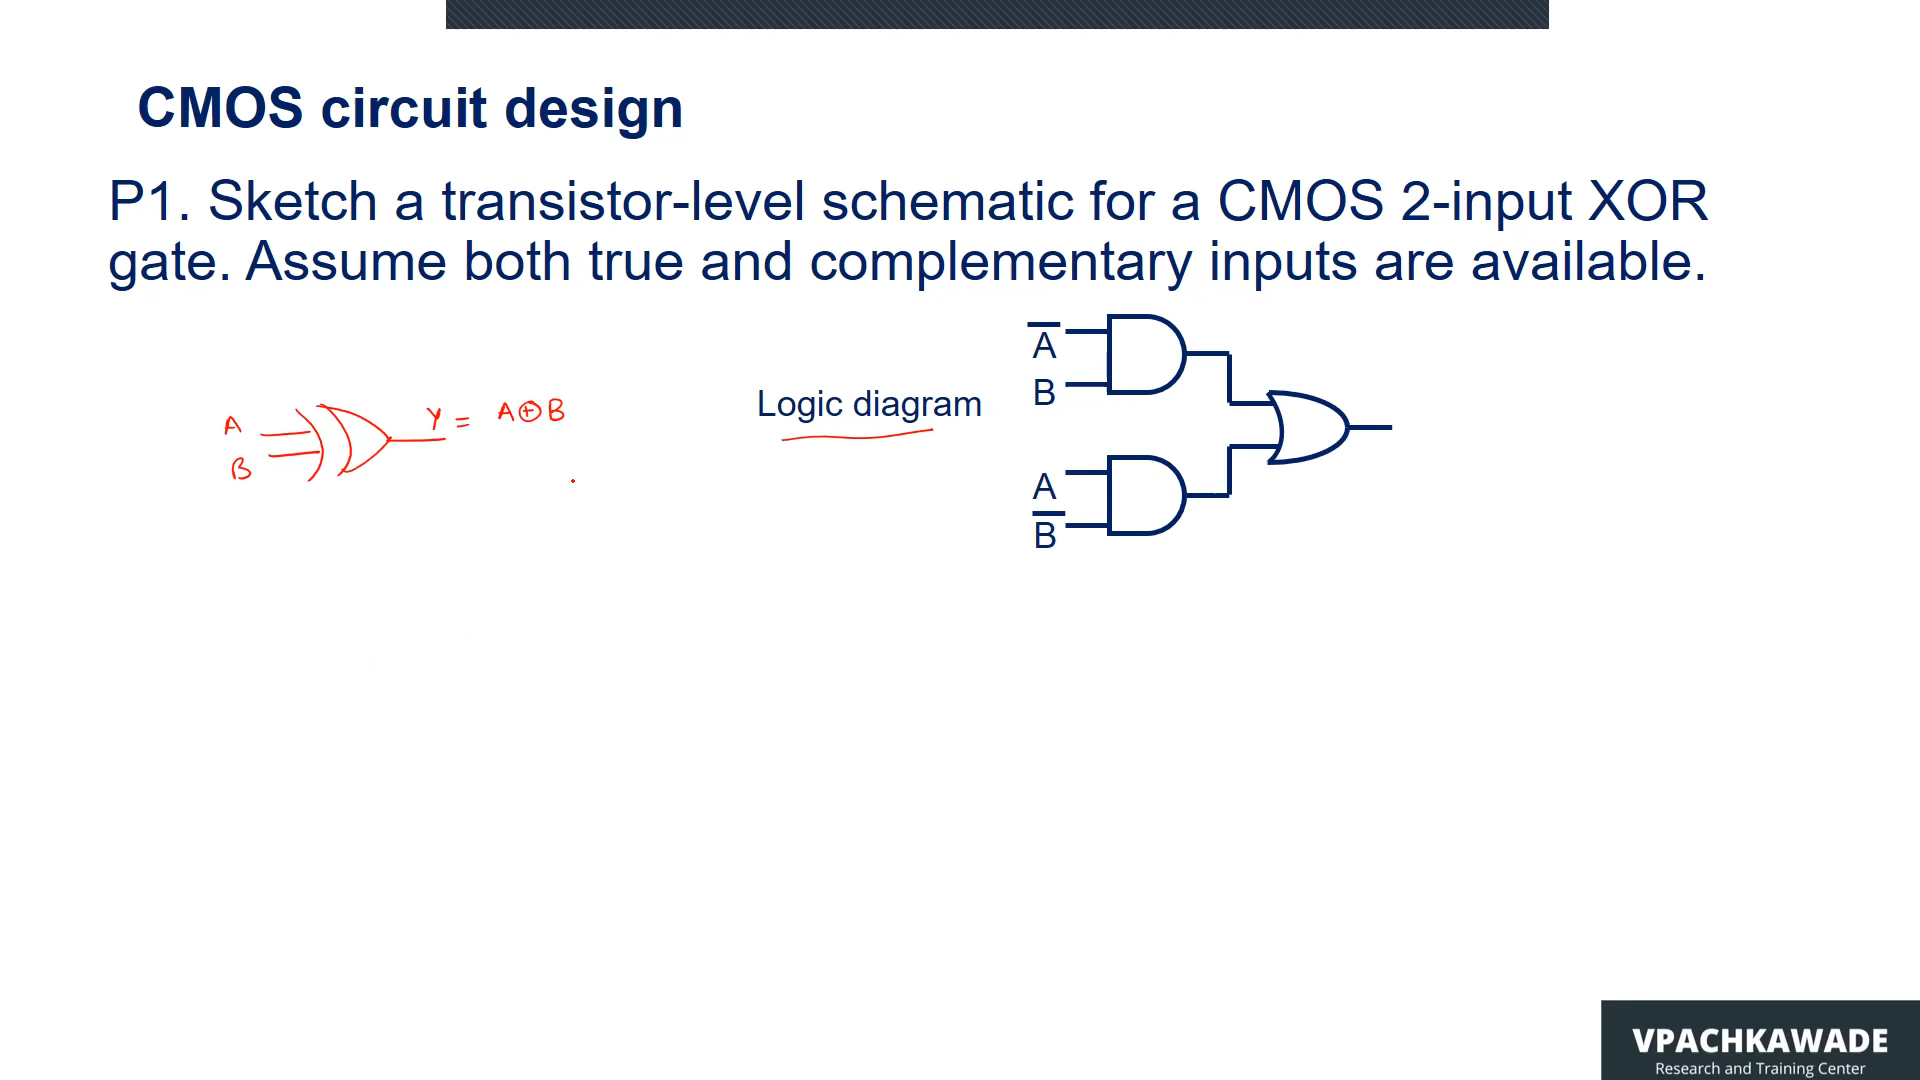 CMOS circuit design
P1. Sketch a transistor-level schematic for a CMOS 2-input XOR
gate. Assume both true and complementary inputs are available.
A
B
Y = A⊕B
Logic diagram
A̅
B
A
B̅
VPACHKAWADE
Research and Training Center